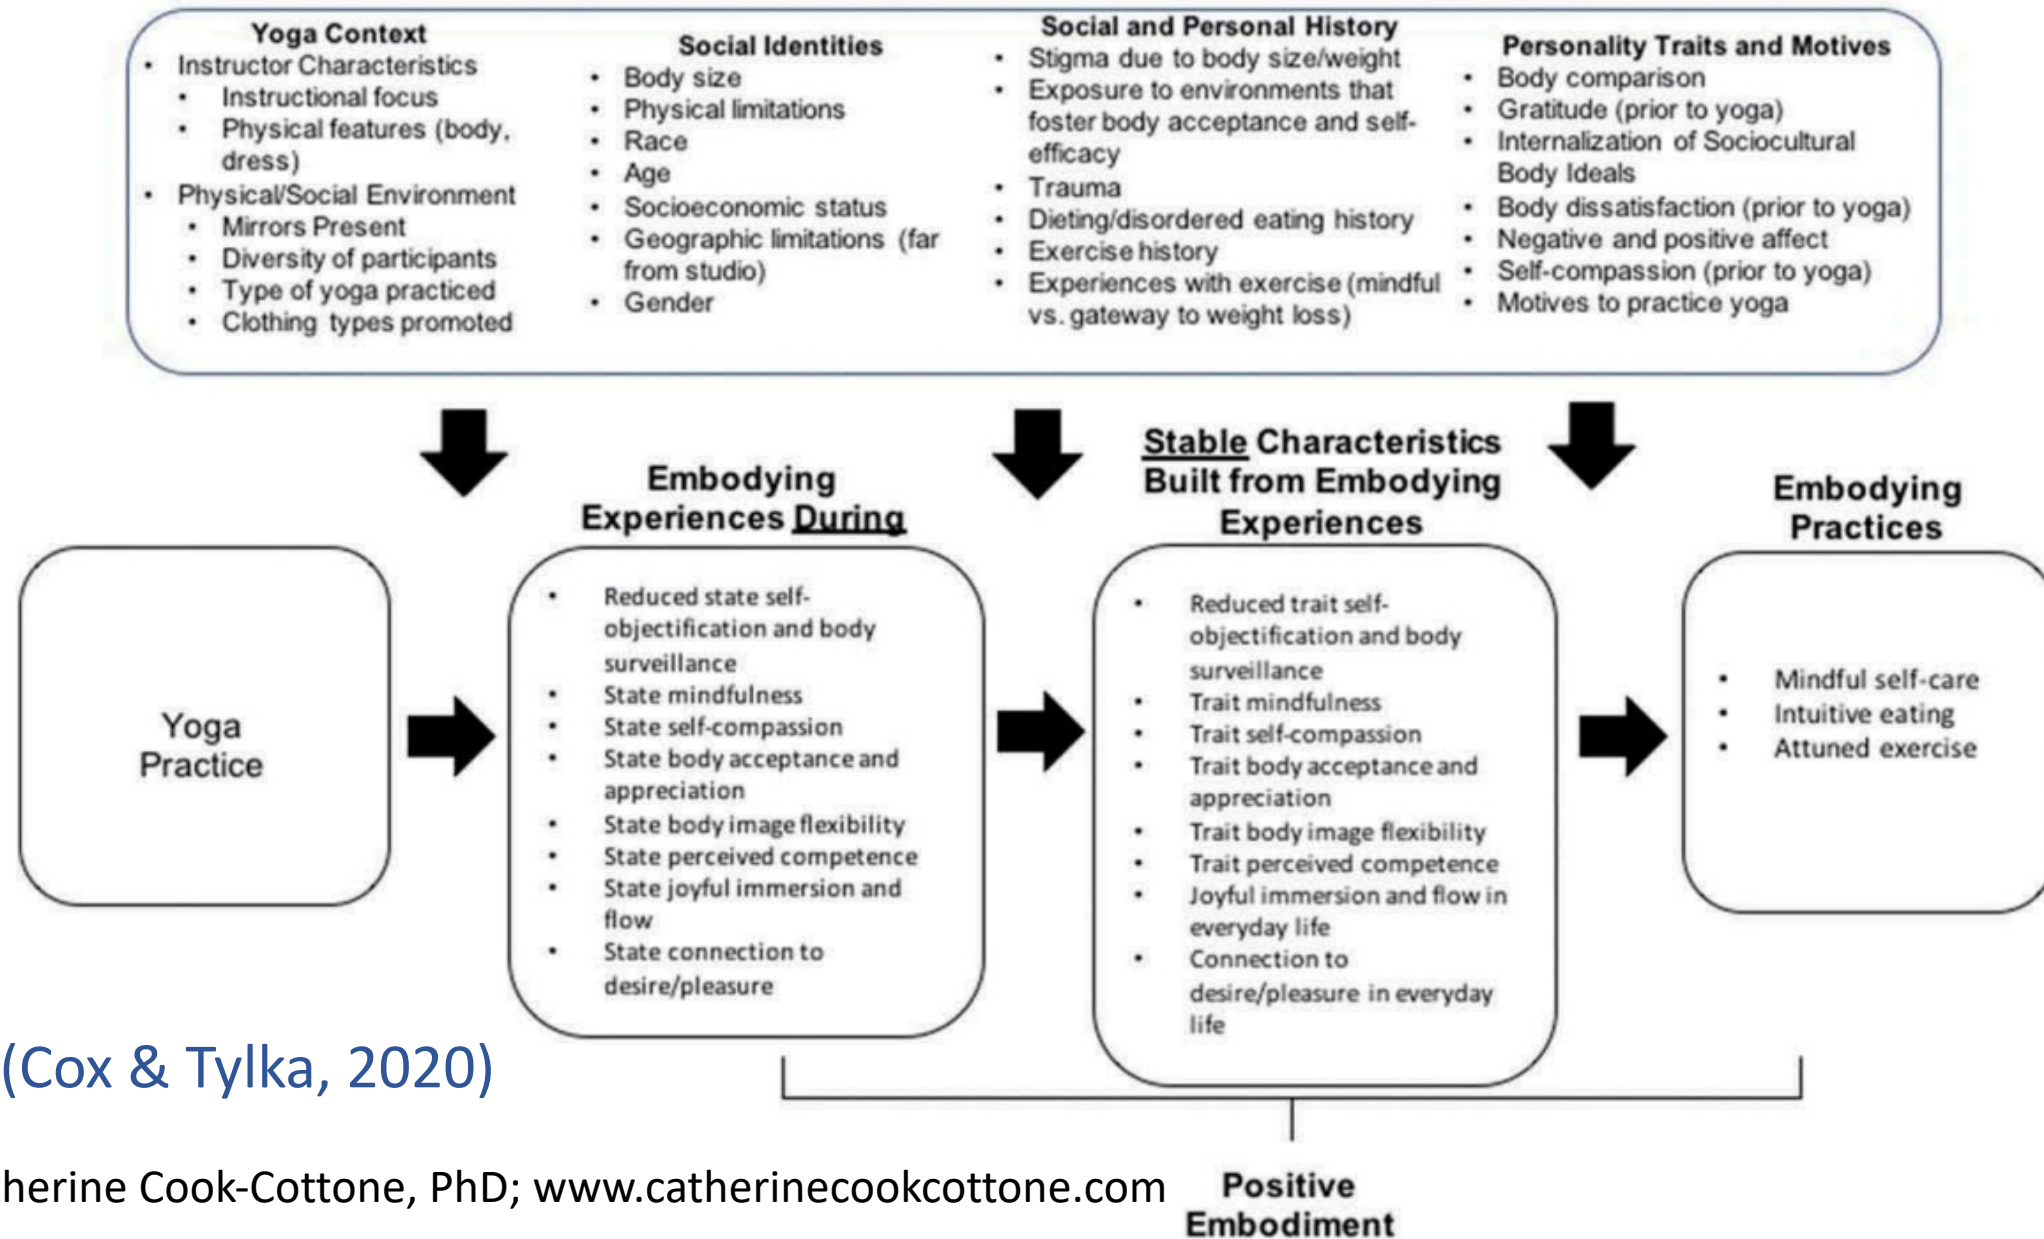 Yoga Context
• Instructor Characteristics
• Instructional focus
• Physical features (body,
dress)
• Physical/Social Environment
• Mirrors Present
• Diversity of participants
• Type of yoga practiced
• Clothing types promoted
Social Identities
• Body size
• Physical limitations
• Race
• Age
• Socioeconomic status
• Geographic limitations (far
from studio)
• Gender
Social and Personal History
• Stigma due to body size/weight
• Exposure to environments that
foster body acceptance and self-
efficacy
• Trauma
• Dieting/disordered eating history
• Exercise history
• Experiences with exercise (mindful
vs. gateway to weight loss)
Personality Traits and Motives
• Body comparison
• Gratitude (prior to yoga)
• Internalization of Sociocultural
Body Ideals
• Body dissatisfaction (prior to yoga)
• Negative and positive affect
• Self-compassion (prior to yoga)
• Motives to practice yoga
Yoga
Practice
Embodying
Experiences During
• Reduced state self-
objectification and body
surveillance
• State mindfulness
• State self-compassion
• State body acceptance and
appreciation
• State body image flexibility
• State perceived competence
• State joyful immersion and
flow
• State connection to
desire/pleasure
Stable Characteristics
Built from Embodying
Experiences
• Reduced trait self-
objectification and body
surveillance
• Trait mindfulness
• Trait self-compassion
• Trait body acceptance and
appreciation
• Trait body image flexibility
• Trait perceived competence
• Joyful immersion and flow in
everyday life
• Connection to
desire/pleasure in everyday
life
Embodying
Practices
• Mindful self-care
• Intuitive eating
• Attuned exercise
(Cox & Tylka, 2020)
herine Cook-Cottone, PhD; www.catherinecookcottone.com
Positive
Embodiment